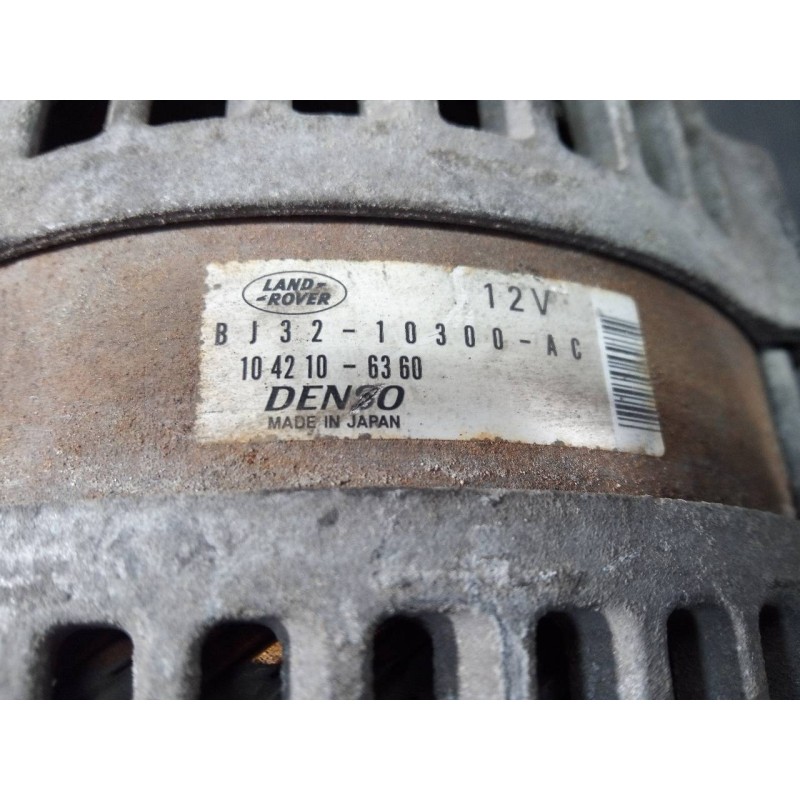 LAND-
-ROVER
12V
BJ32-10300-AC
104210-6360
DENSO
MADE IN JAPAN